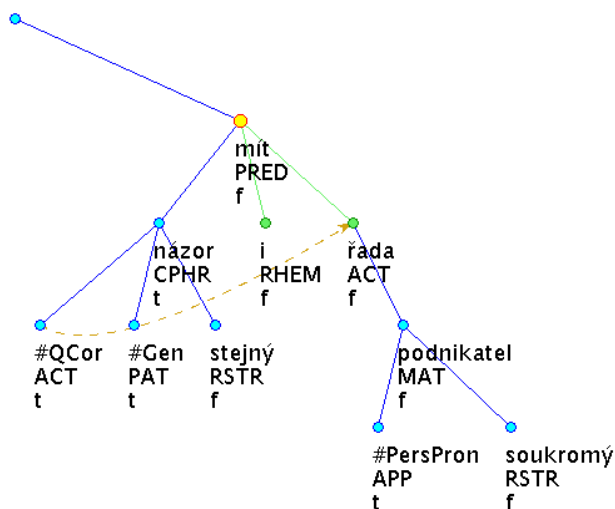 mít
PRED
f
názor
CPHR
t
i
RHEM
f
řada
ACT
f
#QCor
ACT
t
#Gen
PAT
t
stejný
RSTR
f
podnikatel
MAT
f
#PersPron
APP
t
soukromý
RSTR
f